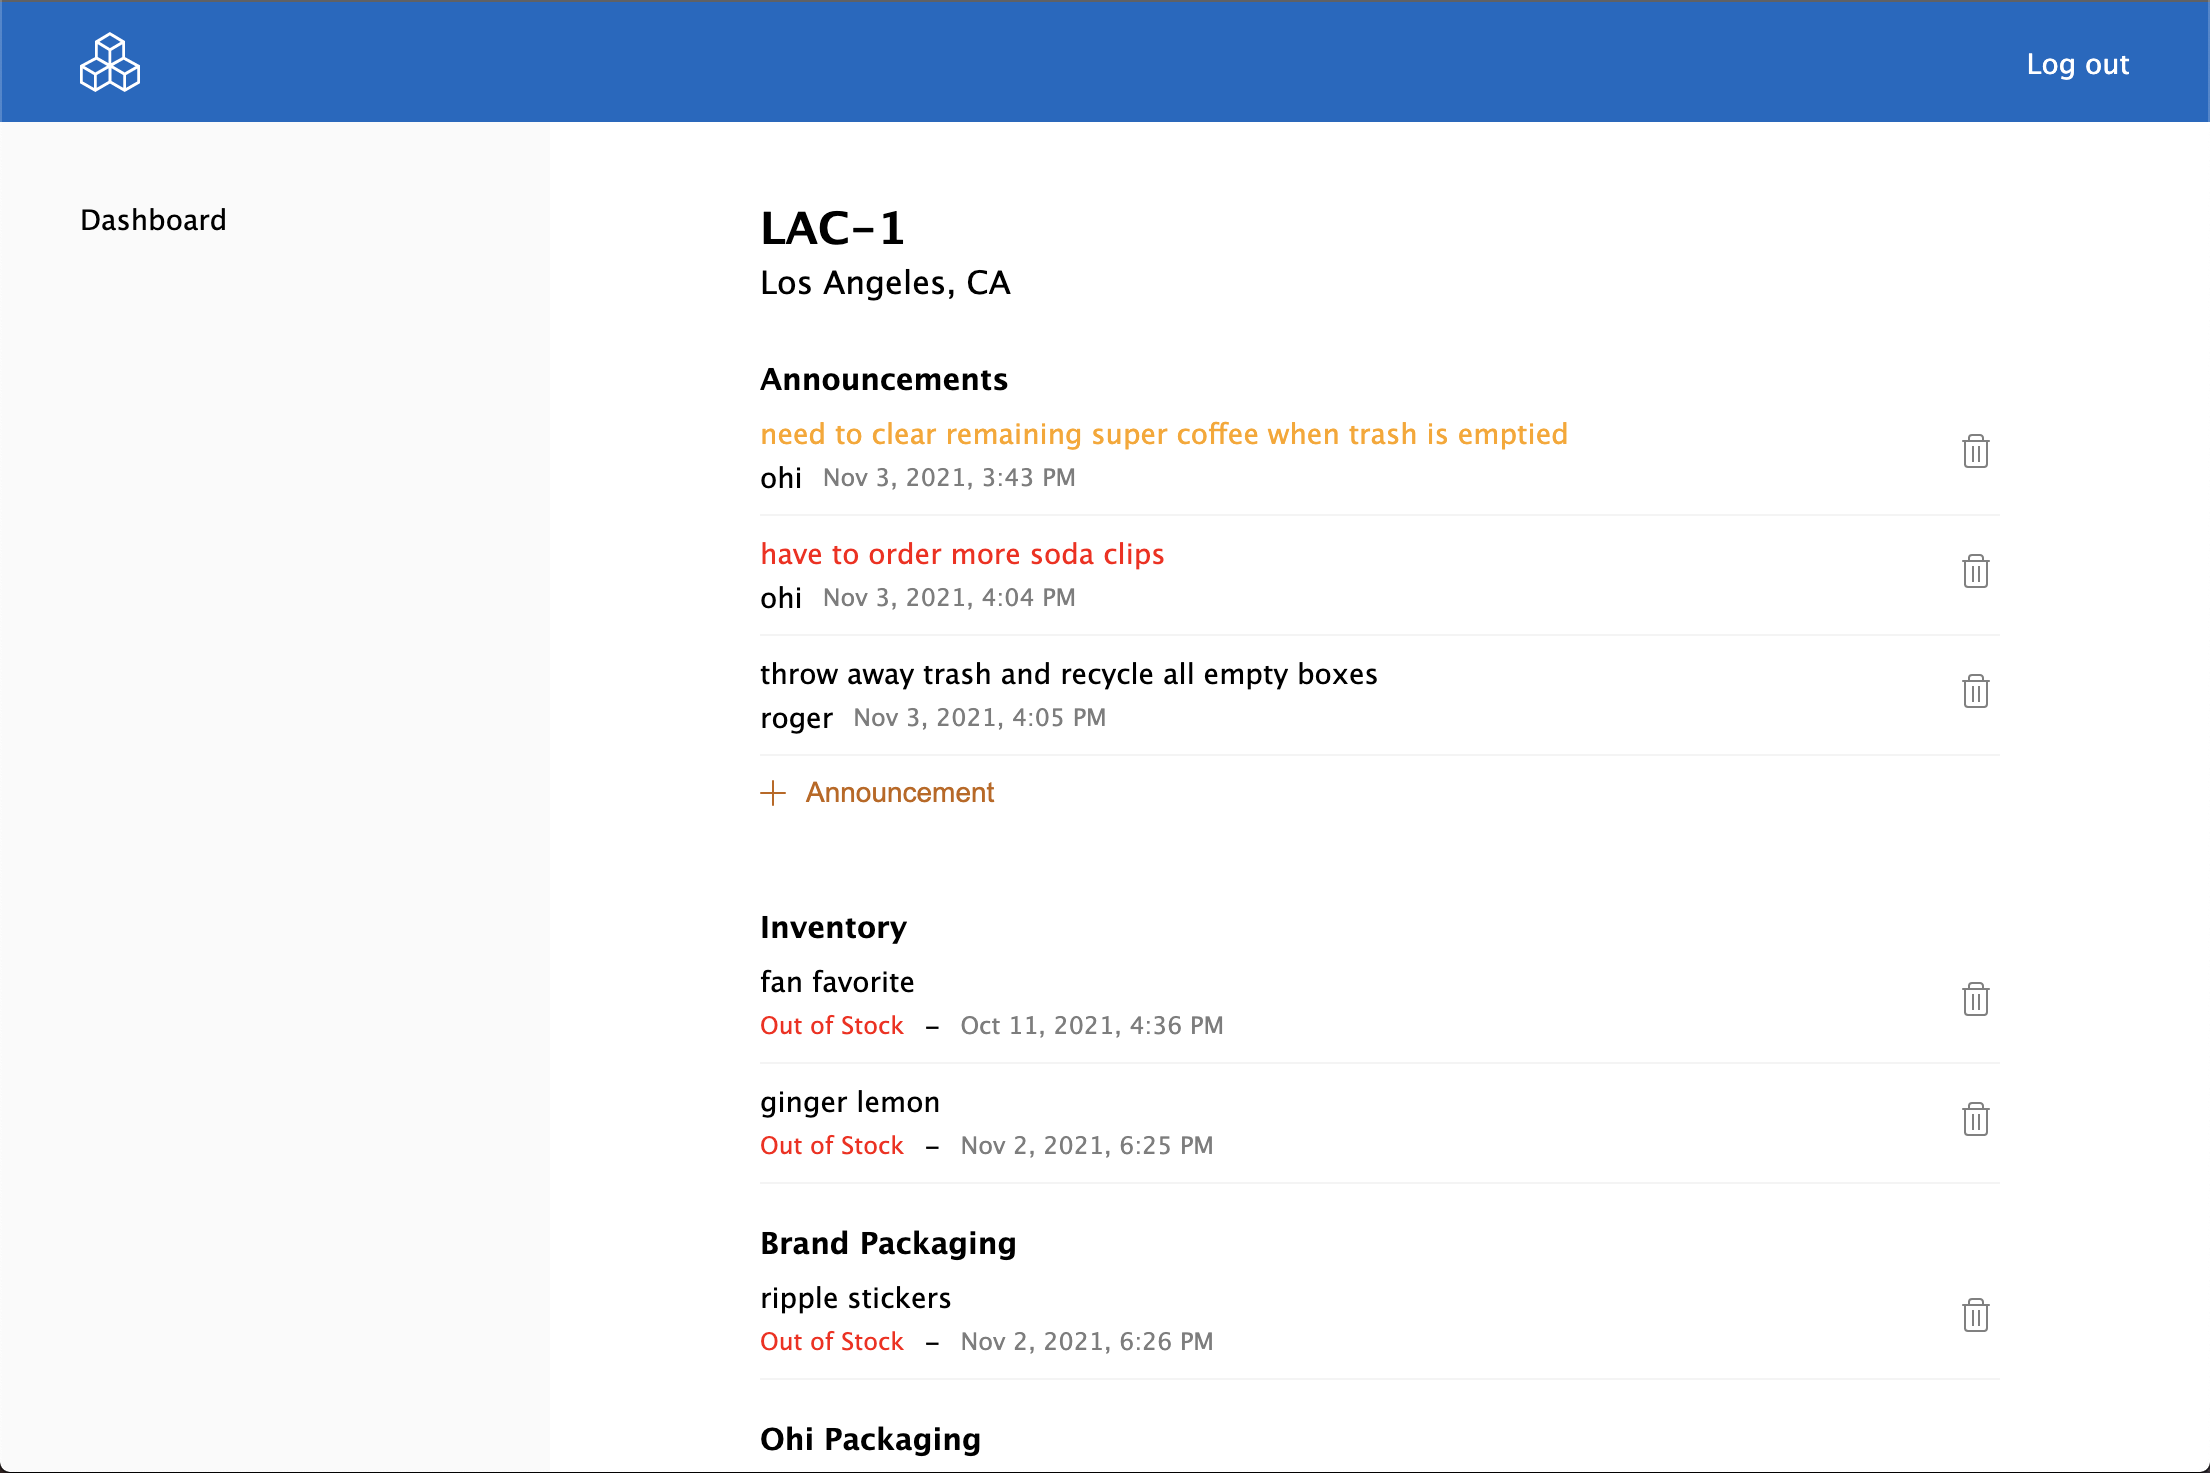 Log out
Dashboard
LAC-1
Los Angeles, CA
Announcements
need to clear remaining super coffee when trash is emptied
ohi Nov 3, 2021, 3:43 PM
have to order more soda clips
ohi Nov 3, 2021, 4:04 PM
throw away trash and recycle all empty boxes
roger Nov 3, 2021, 4:05 PM
+ Announcement
Inventory
fan favorite
Out of Stock – Oct 11, 2021, 4:36 PM
ginger lemon
Out of Stock – Nov 2, 2021, 6:25 PM
Brand Packaging
ripple stickers
Out of Stock – Nov 2, 2021, 6:26 PM
Ohi Packaging